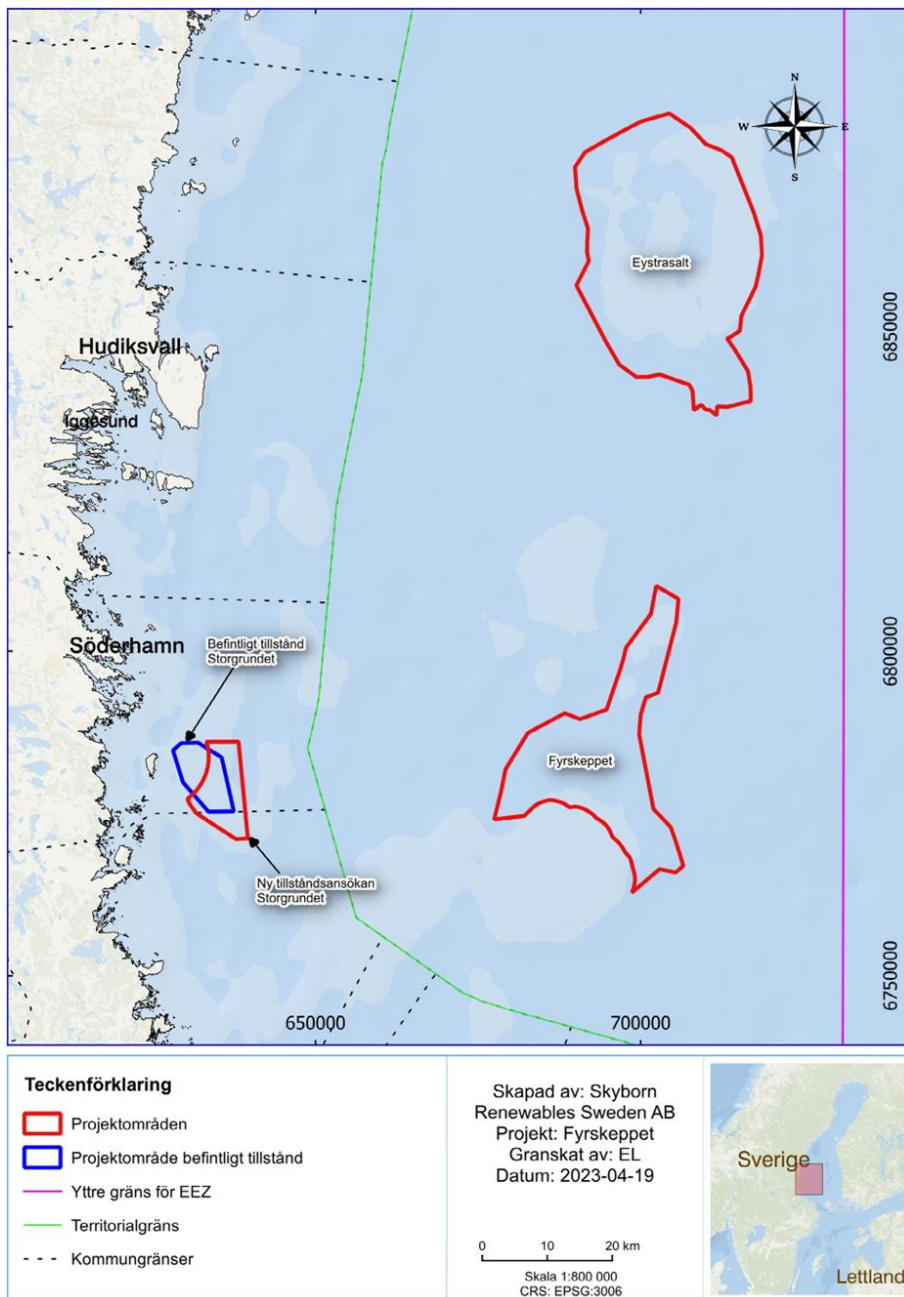 N
W E
S
Eystrasalt
6850000
Hudiksvall
Iggesund
Söderhamn
Befintligt tillstånd
Storgrundet
6800000
Fyrskeppet
Ny tillståndsansökan
Storgrundet
6750000
650000
700000
Teckenförklaring
Projektområden
Projektområde befintligt tillstånd
Yttre gräns för EEZ
Territorialgräns
Kommungränser
Skapad av: Skyborn
Renewables Sweden AB
Projekt: Fyrskeppet
Granskat av: EL
Datum: 2023-04-19
0 10 20 km
Skala 1:800 000
CRS: EPSG:3006
Sverige
Lettland